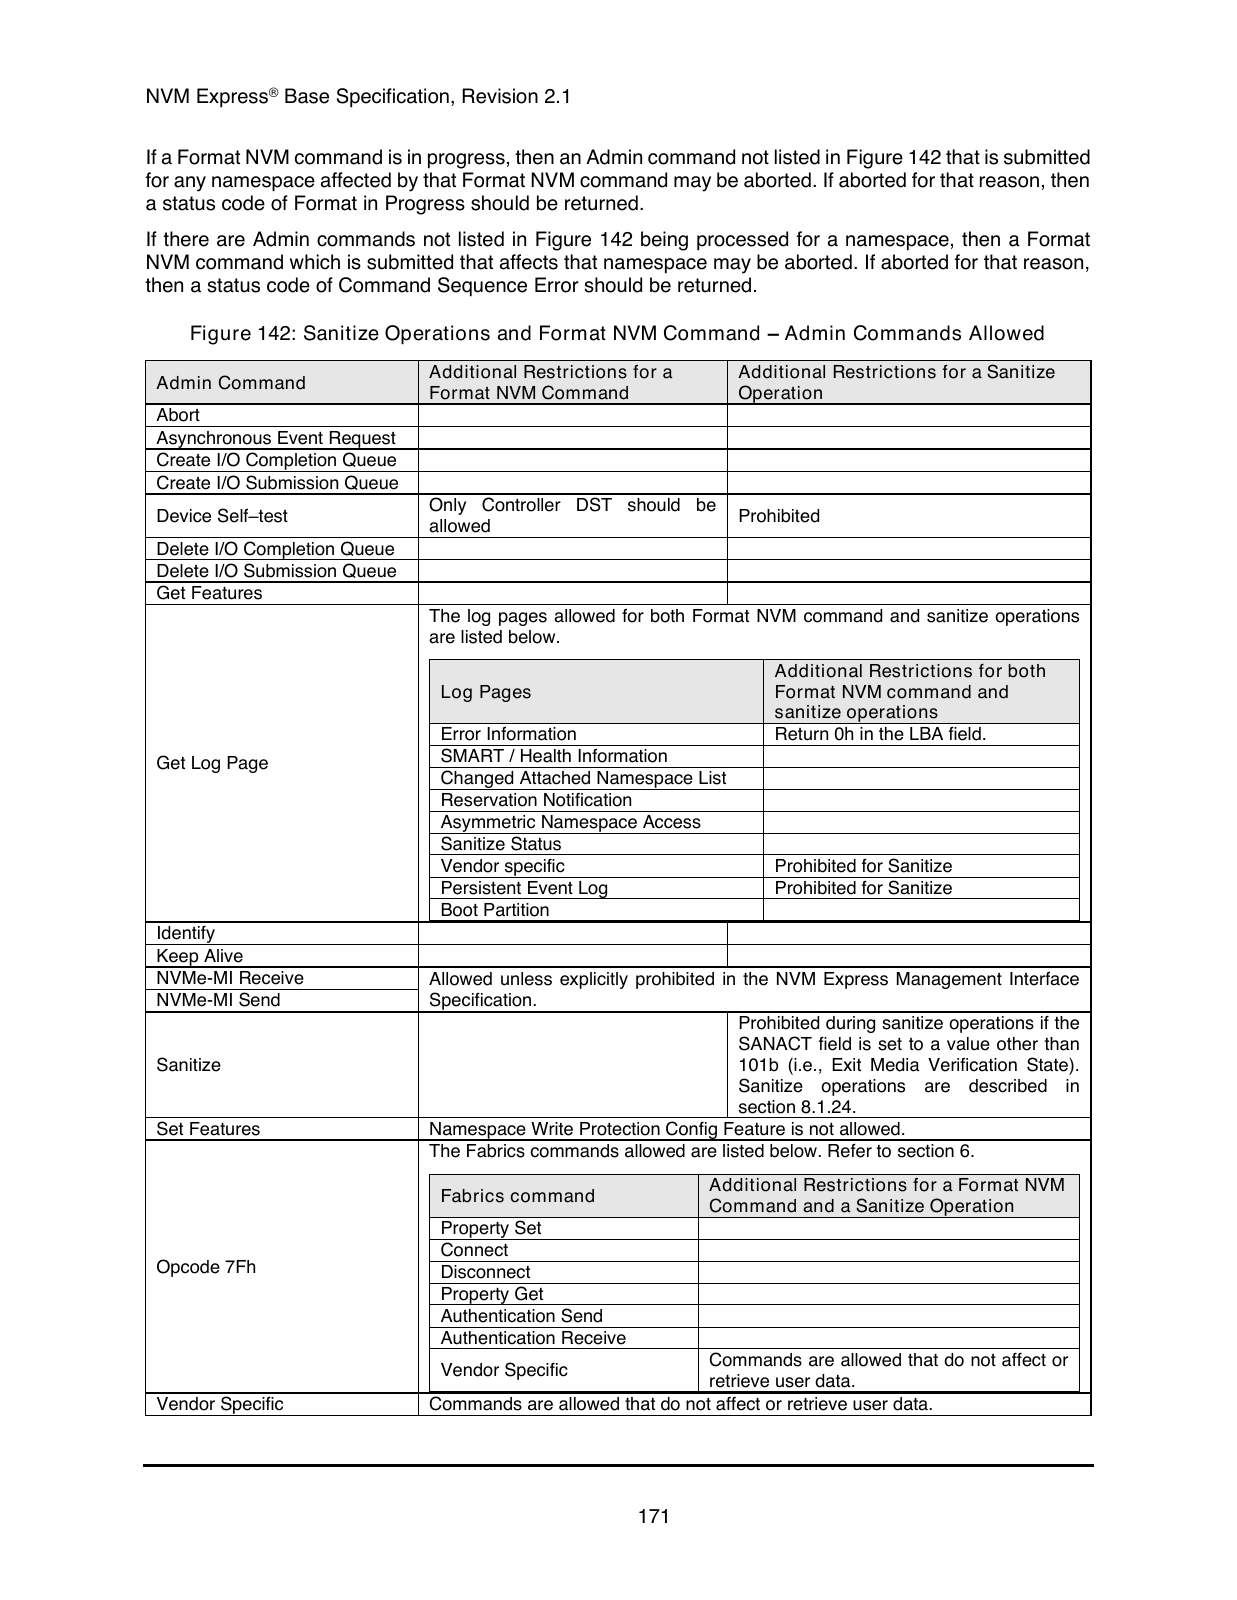 NVM Express® Base Specification, Revision 2.1
If a Format NVM command is in progress, then an Admin command not listed in Figure 142 that is submitted
for any namespace affected by that Format NVM command may be aborted. If aborted for that reason, then
a status code of Format in Progress should be returned.
If there are Admin commands not listed in Figure 142 being processed for a namespace, then a Format
NVM command which is submitted that affects that namespace may be aborted. If aborted for that reason,
then a status code of Command Sequence Error should be returned.
Figure 142: Sanitize Operations and Format NVM Command – Admin Commands Allowed
Admin Command
Additional Restrictions for a
Format NVM Command
Additional Restrictions for a Sanitize
Operation
Abort
Asynchronous Event Request
Create I/O Completion Queue
Create I/O Submission Queue
Device Self–test
Only Controller DST should be
allowed
Prohibited
Delete I/O Completion Queue
Delete I/O Submission Queue
Get Features
Get Log Page
The log pages allowed for both Format NVM command and sanitize operations
are listed below.
Log Pages
Additional Restrictions for both
Format NVM command and
sanitize operations
Error Information
Return 0h in the LBA field.
SMART / Health Information
Changed Attached Namespace List
Reservation Notification
Asymmetric Namespace Access
Sanitize Status
Vendor specific
Prohibited for Sanitize
Persistent Event Log
Prohibited for Sanitize
Boot Partition
Identify
Keep Alive
NVMe-MI Receive
NVMe-MI Send
Allowed unless explicitly prohibited in the NVM Express Management Interface
Specification.
Sanitize
Prohibited during sanitize operations if the
SANACT field is set to a value other than
101b (i.e., Exit Media Verification State).
Sanitize operations are described in
section 8.1.24.
Set Features
Namespace Write Protection Config Feature is not allowed.
Opcode 7Fh
The Fabrics commands allowed are listed below. Refer to section 6.
Fabrics command
Additional Restrictions for a Format NVM
Command and a Sanitize Operation
Property Set
Connect
Disconnect
Property Get
Authentication Send
Authentication Receive
Vendor Specific
Commands are allowed that do not affect or
retrieve user data.
Vendor Specific
Commands are allowed that do not affect or retrieve user data.
171